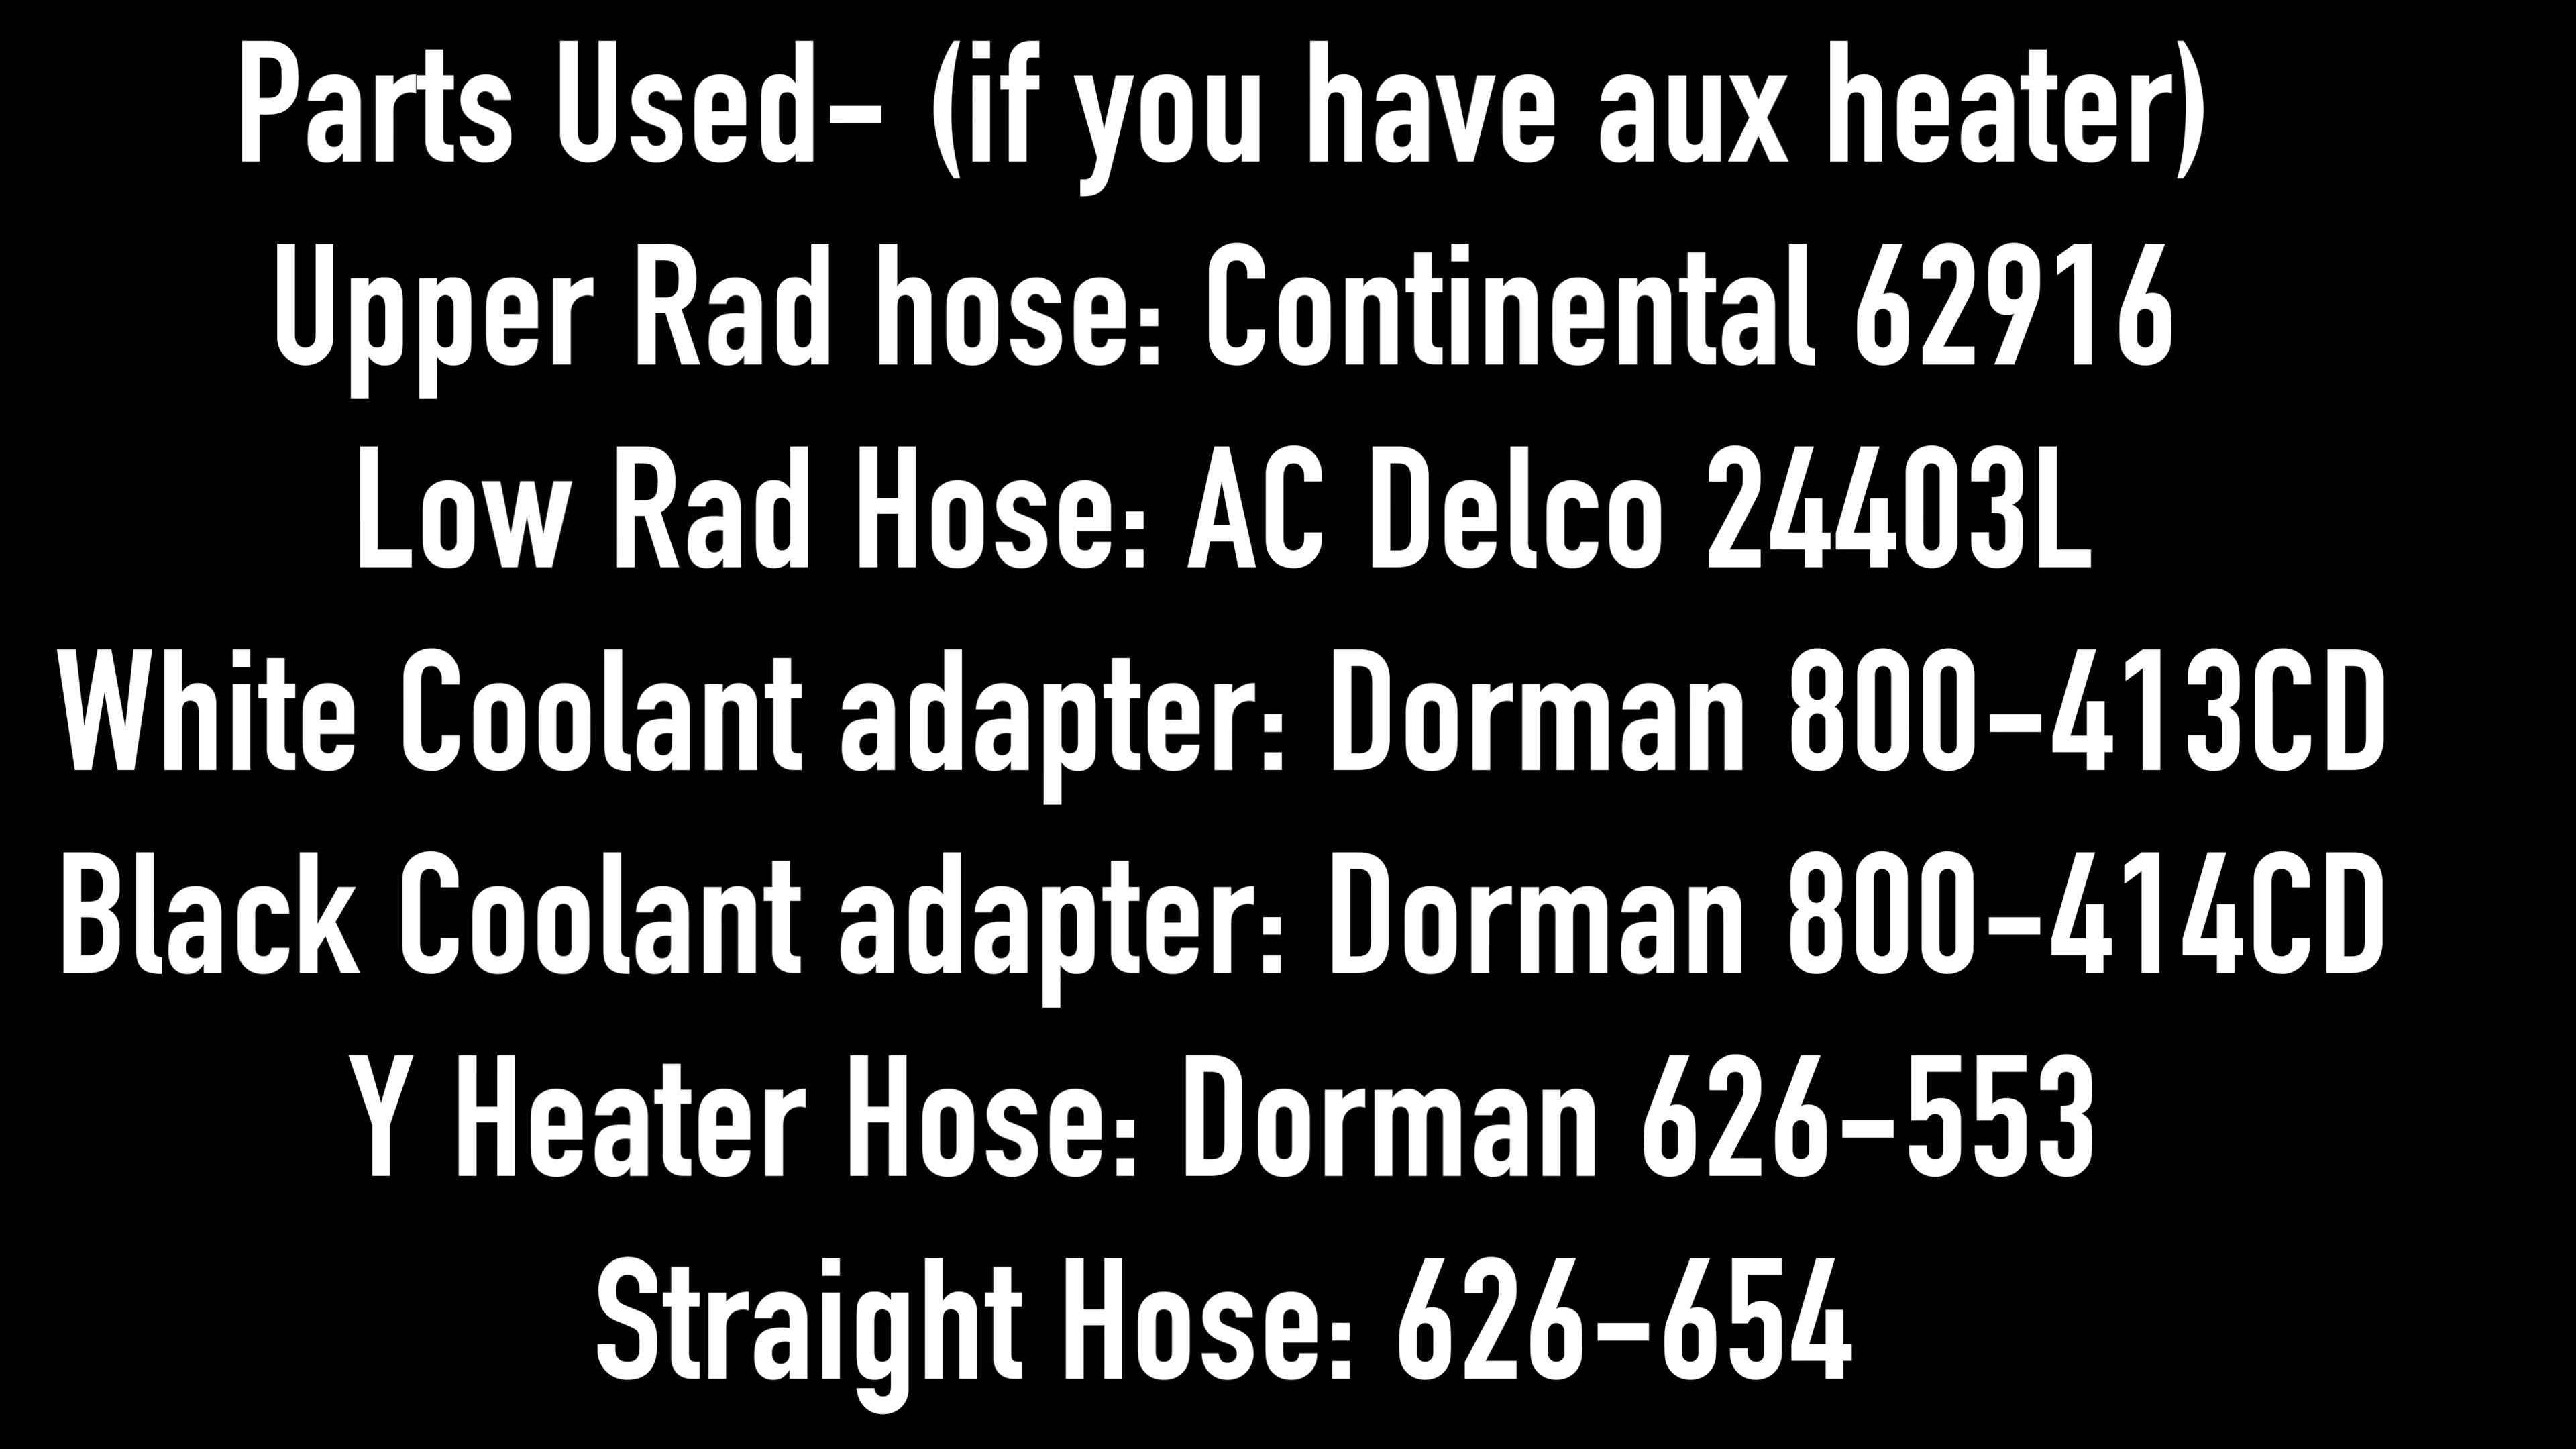 Parts Used- (if you have aux heater)
Upper Rad hose: Continental 62916
Low Rad Hose: AC Delco 24403L
White Coolant adapter: Dorman 800-413CD
Black Coolant adapter: Dorman 800-414CD
Y Heater Hose: Dorman 626-553
Straight Hose: 626-654